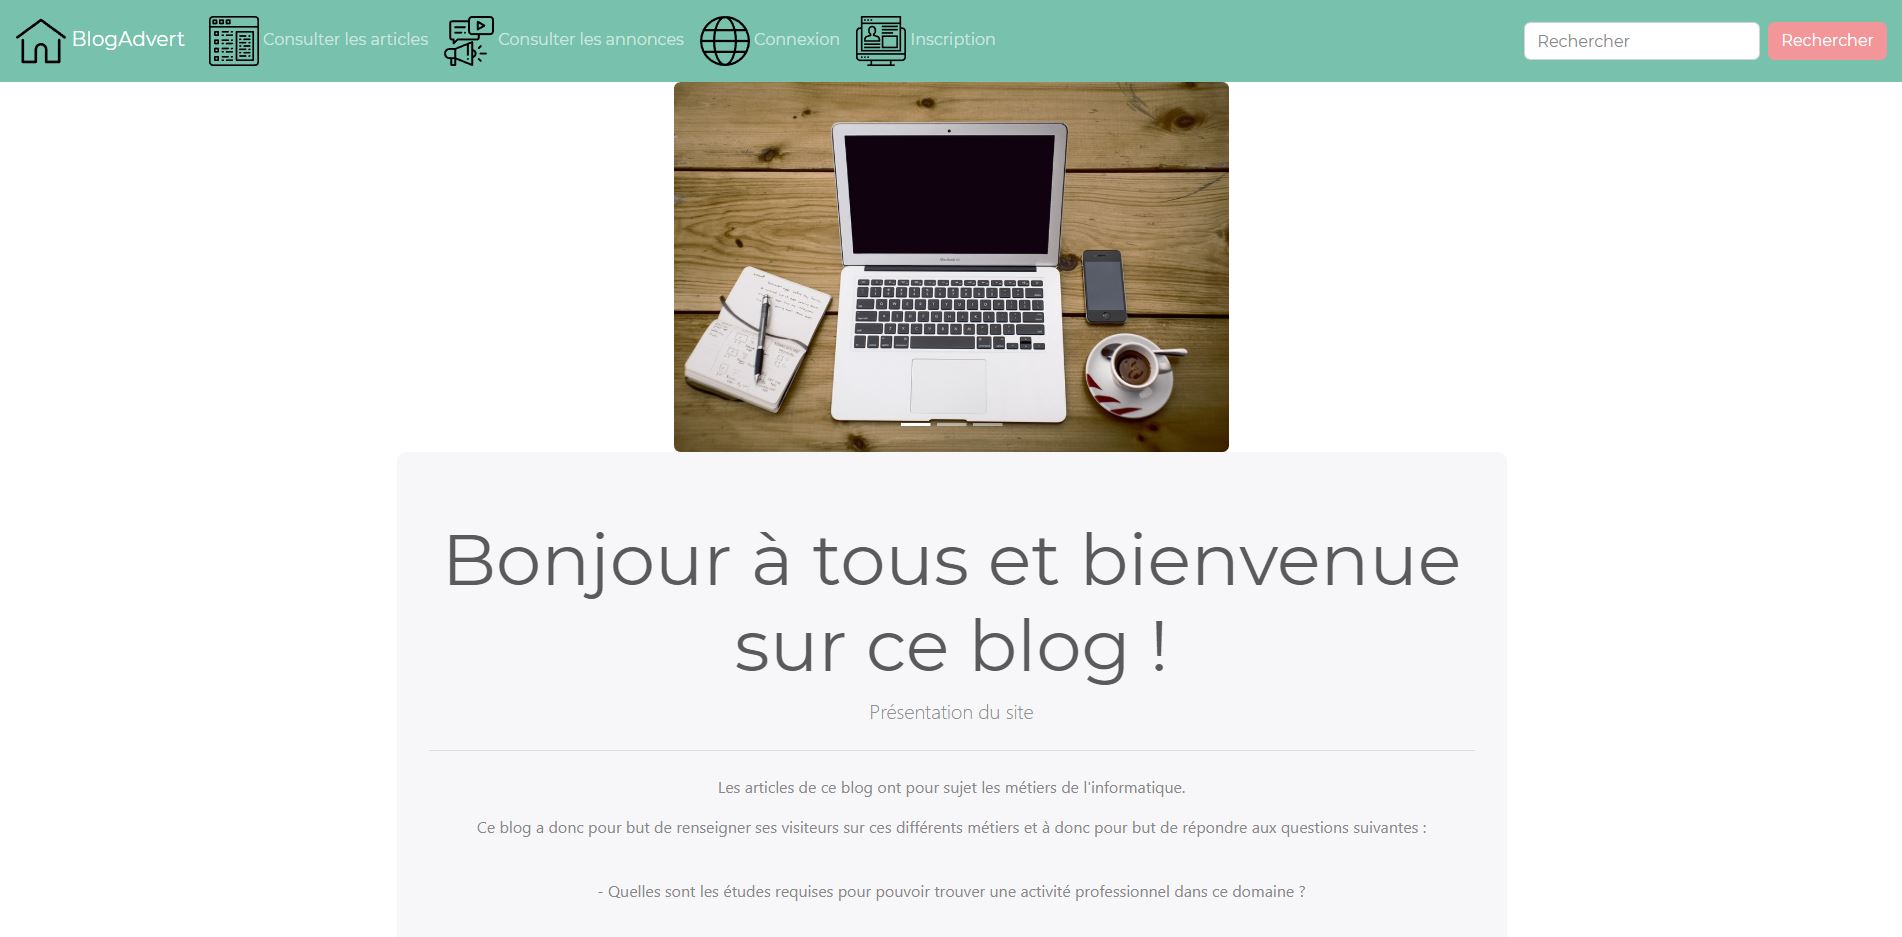 BlogAdvert Consulter les articles Consulter les annonces Connexion Inscription Rechercher Rechercher
Bonjour à tous et bienvenue
sur ce blog !
Présentation du site
Les articles de ce blog ont pour sujet les métiers de l'informatique.
Ce blog a donc pour but de renseigner ses visiteurs sur ces différents métiers et à donc pour but de répondre aux questions suivantes :
- Quelles sont les études requises pour pouvoir trouver une activité professionnel dans ce domaine ?